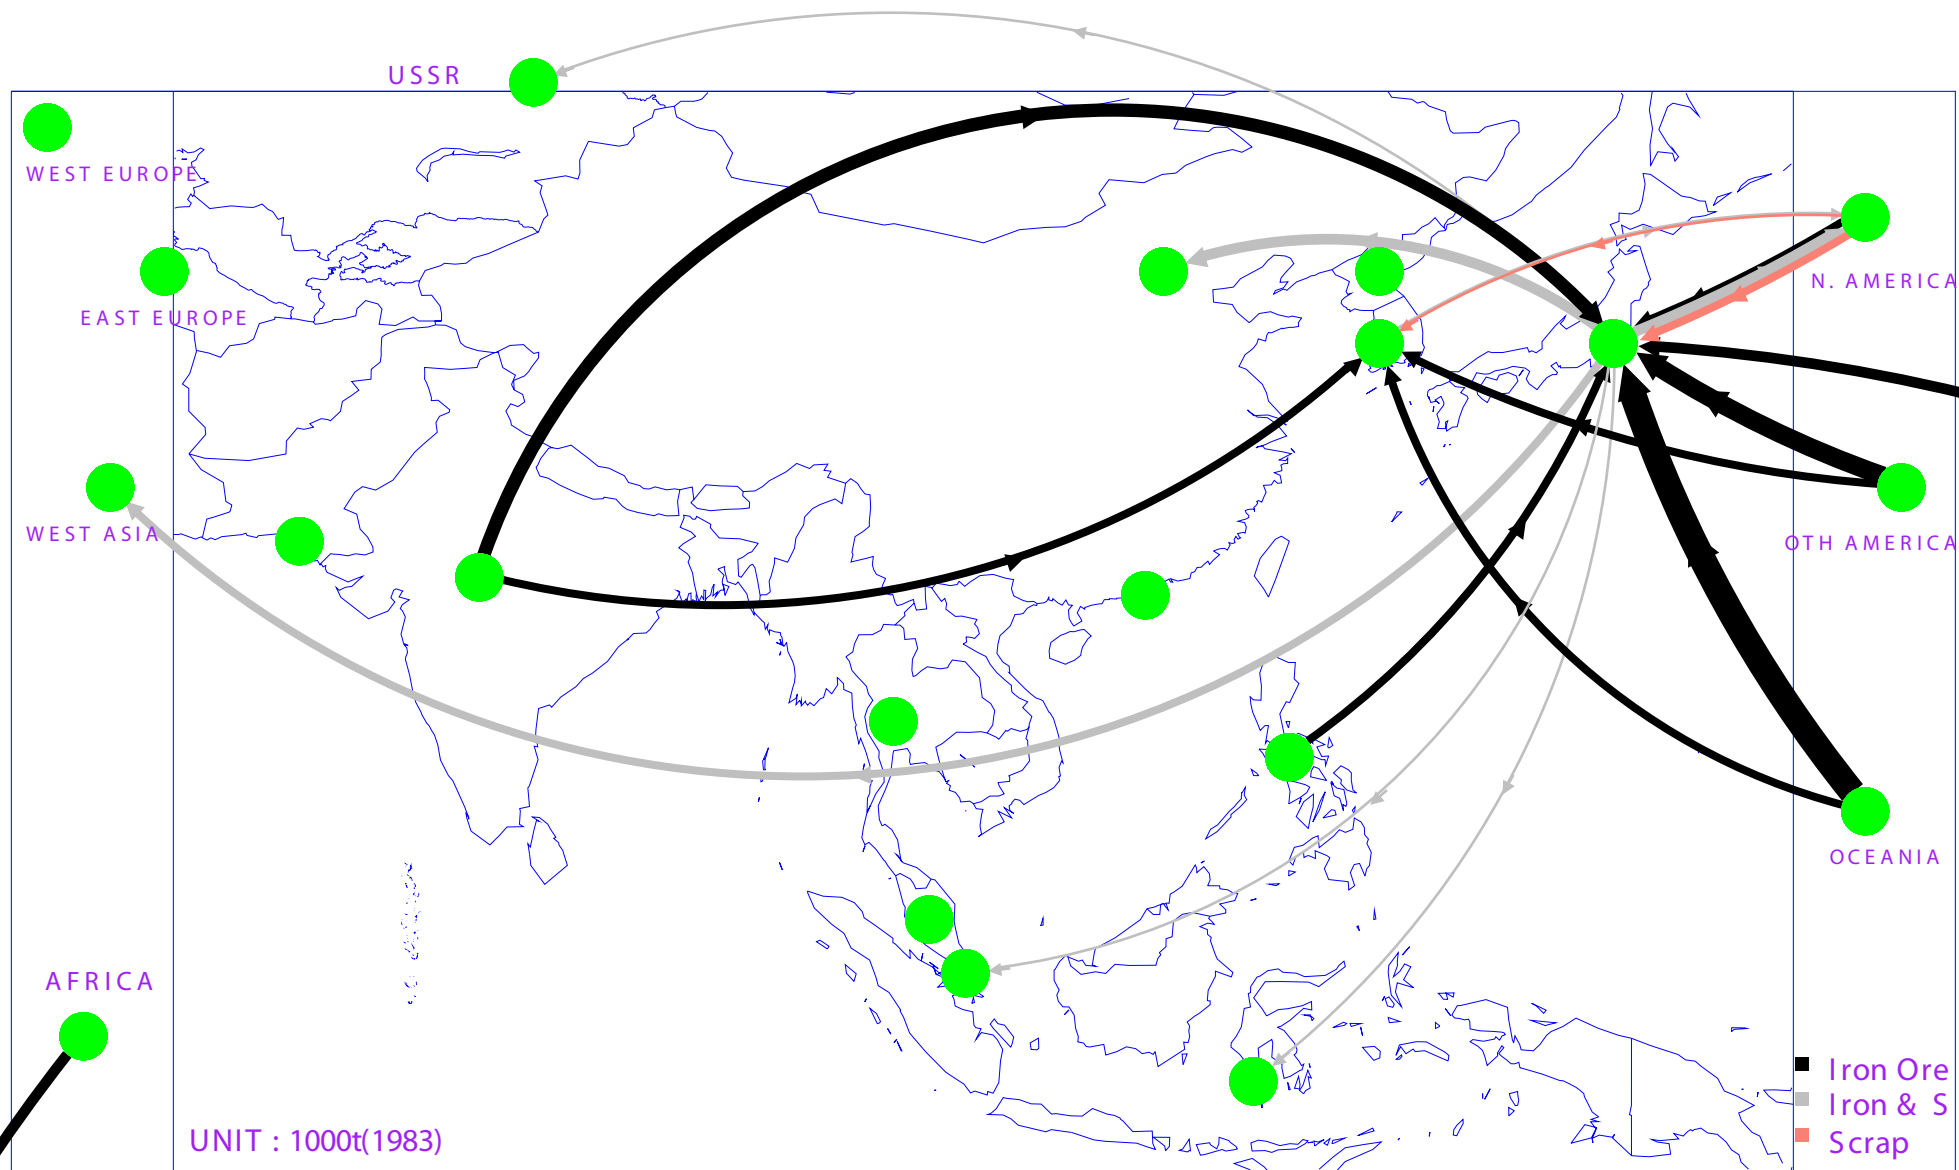 USSR
WEST EUROPE
N. AMERICA
EAST EUROPE
WEST ASIA
OTH AMERICA
OCEANIA
AFRICA
Iron Ore
Iron & S
Scrap
UNIT : 1000t(1983)